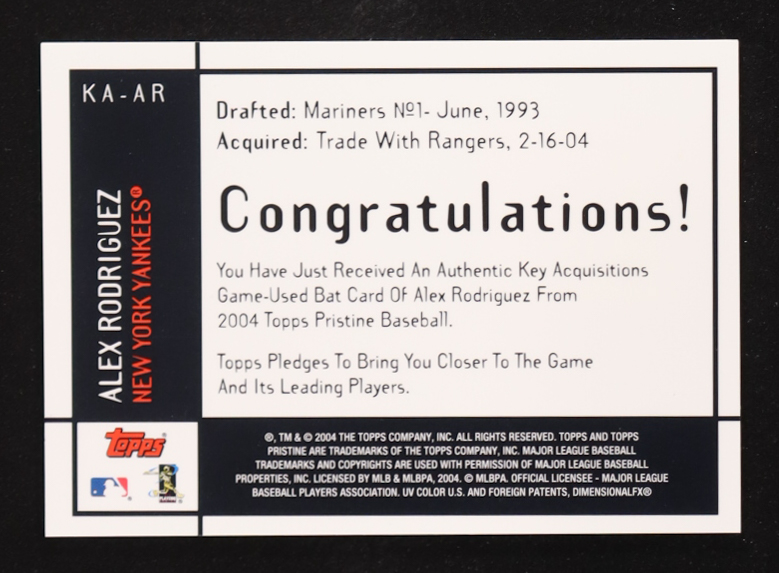 KA-AR
Drafted: Mariners Nº1- June, 1993
Acquired: Trade With Rangers, 2-16-04
ALEX RODRIGUEZ
NEW YORK YANKEES®
Congratulations!
You Have Just Received An Authentic Key Acquisitions
Game-Used Bat Card Of Alex Rodriguez From
2004 Topps Pristine Baseball.
Topps Pledges To Bring You Closer To The Game
And Its Leading Players.
Topps
®, TM & © 2004 THE TOPPS COMPANY, INC. ALL RIGHTS RESERVED. TOPPS AND TOPPS
PRISTINE ARE TRADEMARKS OF THE TOPPS COMPANY, INC. MAJOR LEAGUE BASEBALL
TRADEMARKS AND COPYRIGHTS ARE USED WITH PERMISSION OF MAJOR LEAGUE BASEBALL
PROPERTIES, INC. LICENSED BY MLB & MLBPA, 2004. © MLBPA. OFFICIAL LICENSEE - MAJOR LEAGUE
BASEBALL PLAYERS ASSOCIATION. UV COLOR U.S. AND FOREIGN PATENTS, DIMENSIONALFX®